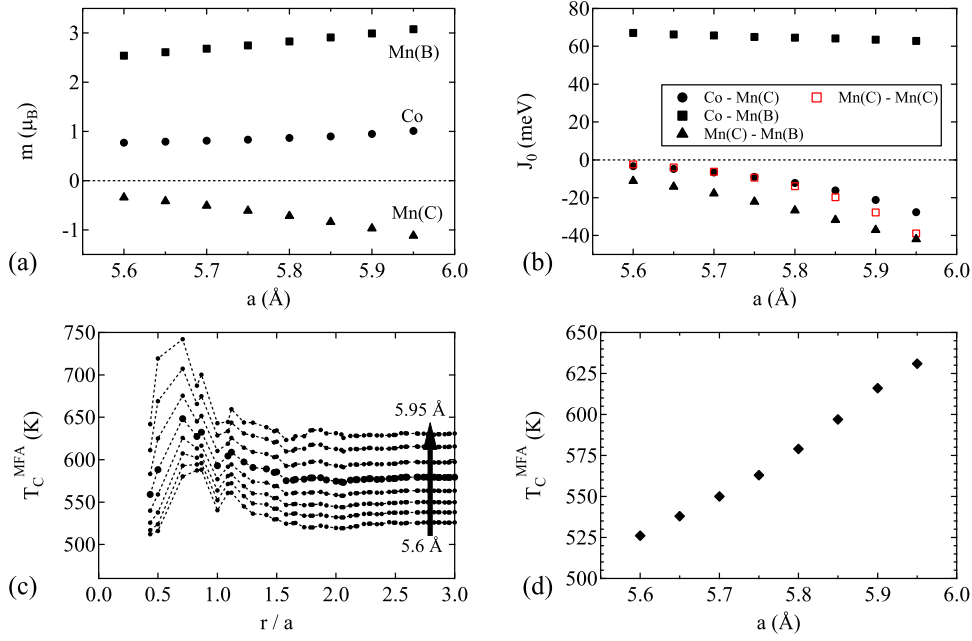 3
2
1
0
-1
m (μ_B)
Mn(B)
Co
Mn(C)
5.6 5.7 5.8 5.9 6.0
a (Å)
(a)
80
60
40
20
0
-20
-40
J_0 (meV)
Co - Mn(C) Mn(C) - Mn(C)
Co - Mn(B)
Mn(C) - Mn(B)
5.6 5.7 5.8 5.9 6.0
a (Å)
(b)
750
700
650
600
550
500
T_C^MFA (K)
5.95 Å
5.6 Å
0.0 0.5 1.0 1.5 2.0 2.5 3.0
r / a
(c)
650
625
600
575
550
525
500
T_C^MFA (K)
5.6 5.7 5.8 5.9 6.0
a (Å)
(d)